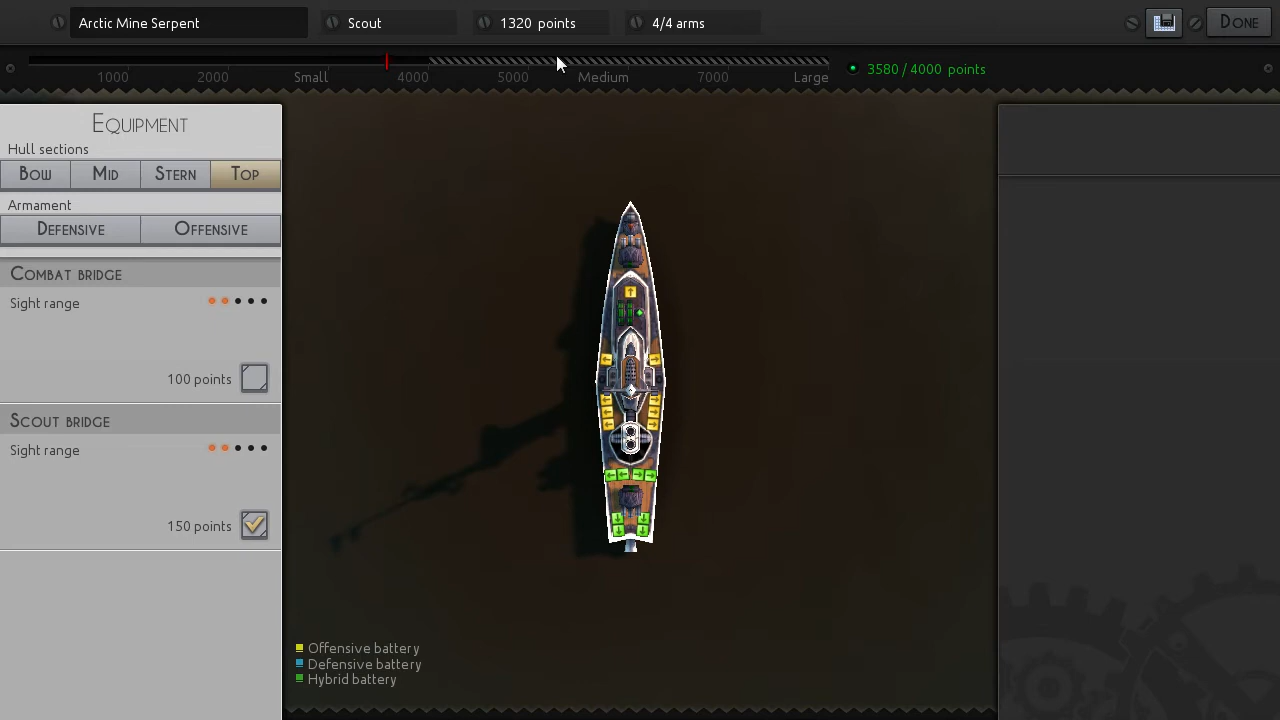 Arctic Mine Serpent
Scout
1320 points
4/4 arms
DONE
1000 2000 Small 4000 5000 Medium 7000 Large
3580 / 4000 points
EQUIPMENT
Hull sections
BOW MID STERN TOP
Armament
DEFENSIVE OFFENSIVE
COMBAT BRIDGE
Sight range
100 points
SCOUT BRIDGE
Sight range
150 points
Offensive battery
Defensive battery
Hybrid battery